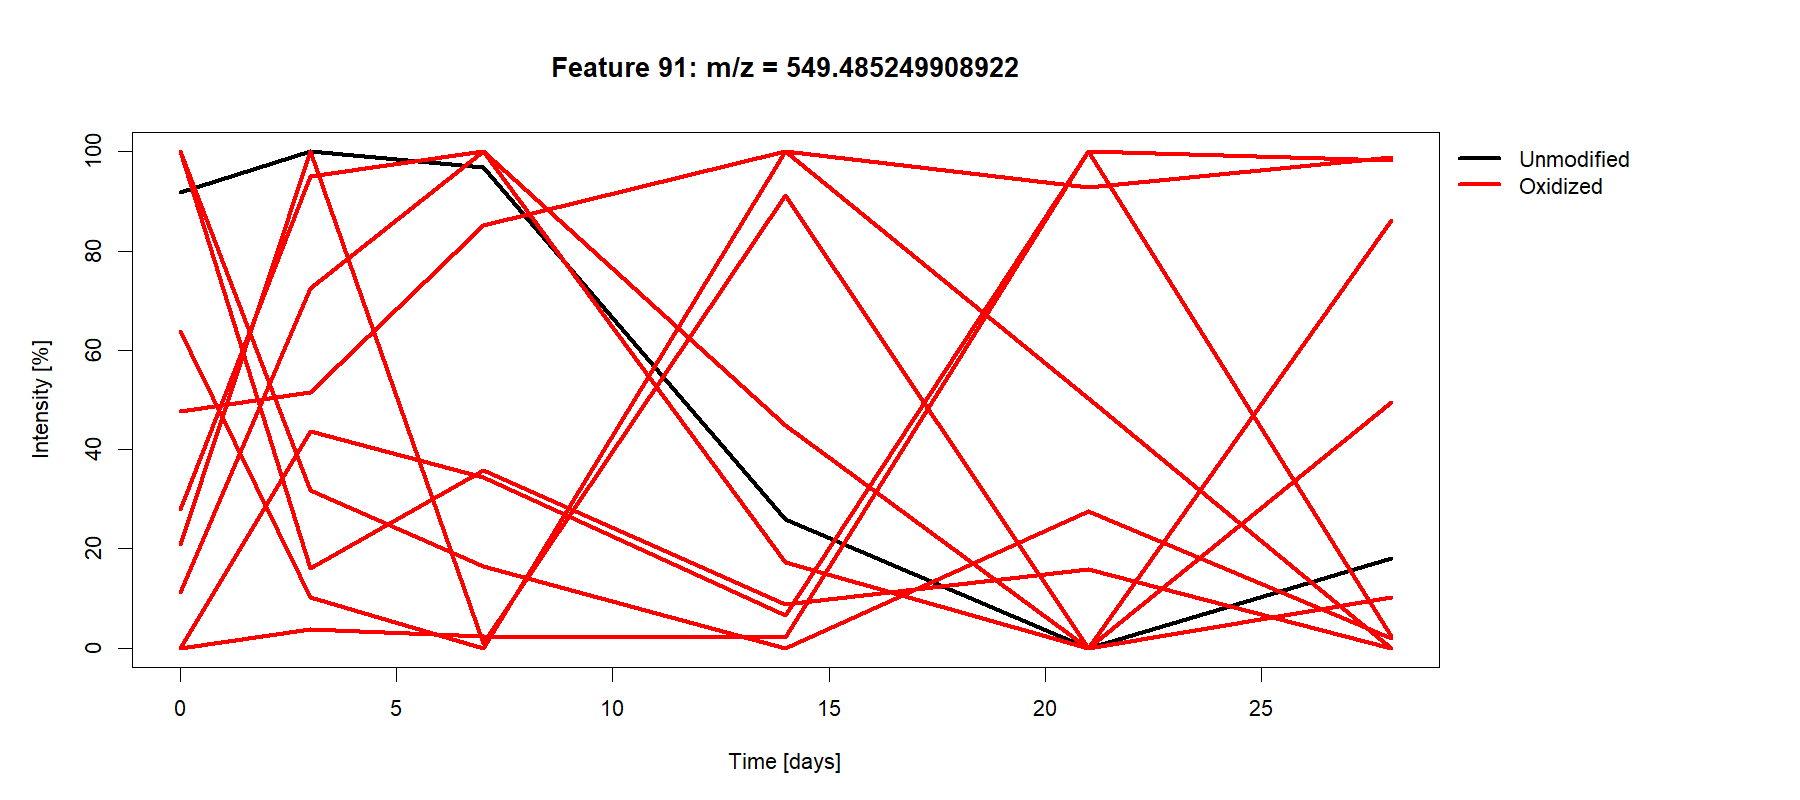 Feature 91: m/z = 549.485249908922
Unmodified
Oxidized
100
80
60
40
20
0
Intensity [%]
0 5 10 15 20 25
Time [days]